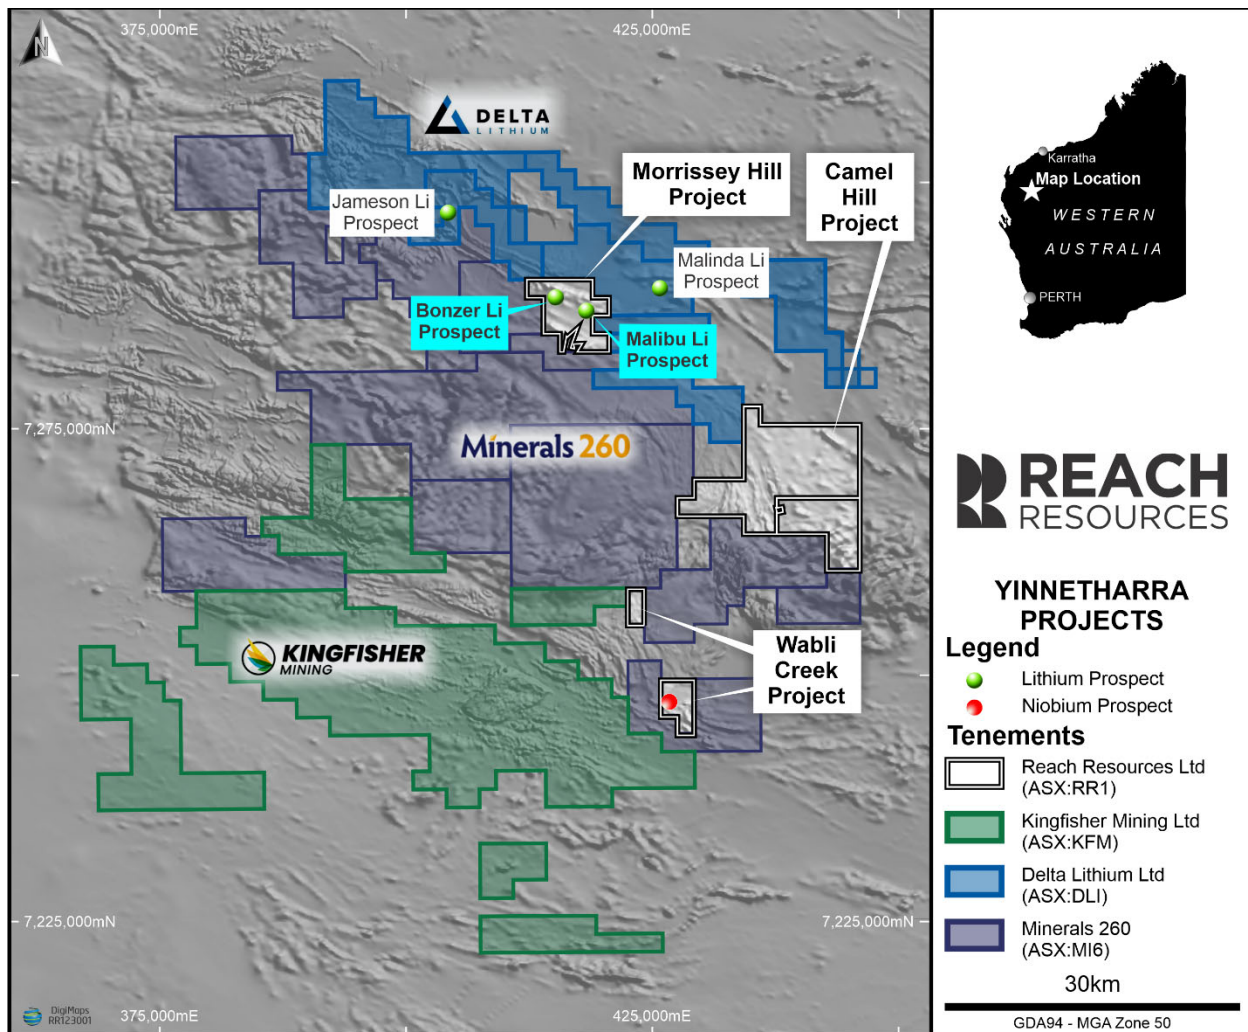 375,000mE
425,000mE
N
DELTA
LITHIUM
Morrissey Hill
Project
Camel
Hill
Project
Jameson Li
Prospect
Malinda Li
Prospect
Bonzer Li
Prospect
Malibu Li
Prospect
7,275,000mN
7,275,000mN
Minerals 260
KINGFISHER
MINING
Wabli
Creek
Project
7,225,000mN
7,225,000mN
DigiMaps
RR123001
375,000mE
425,000mE
Karratha
Map Location
WESTERN
AUSTRALIA
PERTH
REACH
RESOURCES
YINNETHARRA
PROJECTS
Legend
Lithium Prospect
Niobium Prospect
Tenements
Reach Resources Ltd
(ASX:RR1)
Kingfisher Mining Ltd
(ASX:KFM)
Delta Lithium Ltd
(ASX:DLI)
Minerals 260
(ASX:MI6)
30km
GDA94 - MGA Zone 50